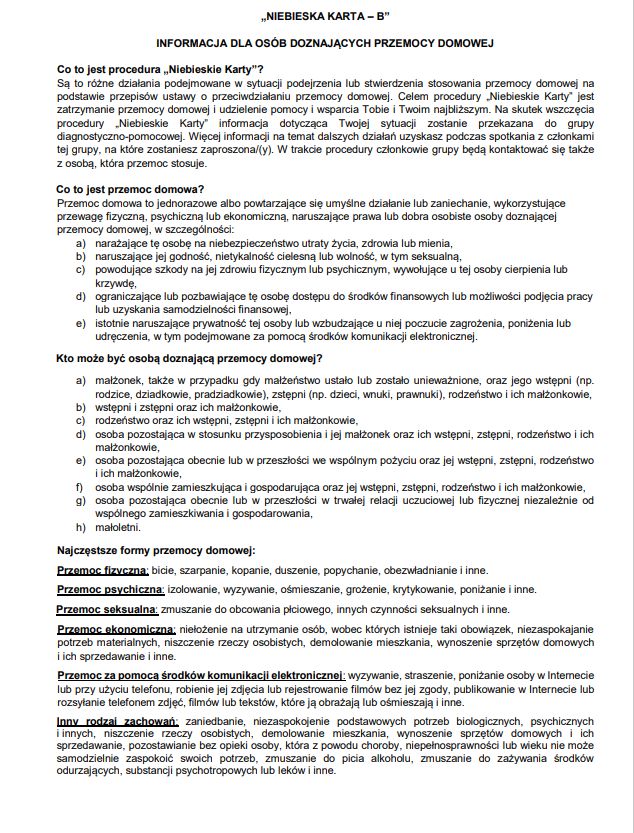 „NIEBIESKA KARTA – B”
INFORMACJA DLA OSÓB DOZNAJĄCYCH PRZEMOCY DOMOWEJ
Co to jest procedura „Niebieskie Karty”?
Są to różne działania podejmowane w sytuacji podejrzenia lub stwierdzenia stosowania przemocy domowej na
podstawie przepisów ustawy o przeciwdziałaniu przemocy domowej. Celem procedury „Niebieskie Karty” jest
zatrzymanie przemocy domowej i udzielenie pomocy i wsparcia Tobie i Twoim najbliższym. Na skutek wszczęcia
procedury „Niebieskie Karty” informacja dotycząca Twojej sytuacji zostanie przekazana do grupy
diagnostyczno-pomocowej. Więcej informacji na temat dalszych działań uzyskasz podczas spotkania z członkami
tej grupy, na które zostaniesz zaproszona/(y). W trakcie procedury członkowie grupy będą kontaktować się także
z osobą, która przemoc stosuje.
Co to jest przemoc domowa?
Przemoc domowa to jednorazowe albo powtarzające się umyślne działanie lub zaniechanie, wykorzystujące
przewagę fizyczną, psychiczną lub ekonomiczną, naruszające prawa lub dobra osobiste osoby doznającej
przemocy domowej, w szczególności:
a) narażające tę osobę na niebezpieczeństwo utraty życia, zdrowia lub mienia,
b) naruszające jej godność, nietykalność cielesną lub wolność, w tym seksualną,
c) powodujące szkody na jej zdrowiu fizycznym lub psychicznym, wywołujące u tej osoby cierpienia lub
krzywdę,
d) ograniczające lub pozbawiające tę osobę dostępu do środków finansowych lub możliwości podjęcia pracy
lub uzyskania samodzielności finansowej,
e) istotnie naruszające prywatność tej osoby lub wzbudzające u niej poczucie zagrożenia, poniżenia lub
udręczenia, w tym podejmowane za pomocą środków komunikacji elektronicznej.
Kto może być osobą doznającą przemocy domowej?
a) małżonek, także w przypadku gdy małżeństwo ustało lub zostało unieważnione, oraz jego wstępni (np.
rodzice, dziadkowie, pradziadkowie), zstępni (np. dzieci, wnuki, prawnuki), rodzeństwo i ich małżonkowie,
b) wstępni i zstępni oraz ich małżonkowie,
c) rodzeństwo oraz ich wstępni, zstępni i ich małżonkowie,
d) osoba pozostająca w stosunku przysposobienia i jej małżonek oraz ich wstępni, zstępni, rodzeństwo i ich
małżonkowie,
e) osoba pozostająca obecnie lub w przeszłości we wspólnym pożyciu oraz jej wstępni, zstępni, rodzeństwo
i ich małżonkowie,
f) osoba wspólnie zamieszkująca i gospodarująca oraz jej wstępni, zstępni, rodzeństwo i ich małżonkowie,
g) osoba pozostająca obecnie lub w przeszłości w trwałej relacji uczuciowej lub fizycznej niezależnie od
wspólnego zamieszkiwania i gospodarowania,
h) małoletni.
Najczęstsze formy przemocy domowej:
Przemoc fizyczna: bicie, szarpanie, kopanie, duszenie, popychanie, obezwładnianie i inne.
Przemoc psychiczna: izolowanie, wyzywanie, ośmieszanie, grożenie, krytykowanie, poniżanie i inne.
Przemoc seksualna: zmuszanie do obcowania płciowego, innych czynności seksualnych i inne.
Przemoc ekonomiczna: niełożenie na utrzymanie osób, wobec których istnieje taki obowiązek, niezaspokajanie
potrzeb materialnych, niszczenie rzeczy osobistych, demolowanie mieszkania, wynoszenie sprzętów domowych
i ich sprzedawanie i inne.
Przemoc za pomocą środków komunikacji elektronicznej: wyzywanie, straszenie, poniżanie osoby w Internecie
lub przy użyciu telefonu, robienie jej zdjęcia lub rejestrowanie filmów bez jej zgody, publikowanie w Internecie lub
rozsyłanie telefonem zdjęć, filmów lub tekstów, które ją obrażają lub ośmieszają i inne.
Inny rodzaj zachowań: zaniedbanie, niezaspokojenie podstawowych potrzeb biologicznych, psychicznych
i innych, niszczenie rzeczy osobistych, demolowanie mieszkania, wynoszenie sprzętów domowych i ich
sprzedawanie, pozostawianie bez opieki osoby, która z powodu choroby, niepełnosprawności lub wieku nie może
samodzielnie zaspokoić swoich potrzeb, zmuszanie do picia alkoholu, zmuszanie do zażywania środków
odurzających, substancji psychotropowych lub leków i inne.